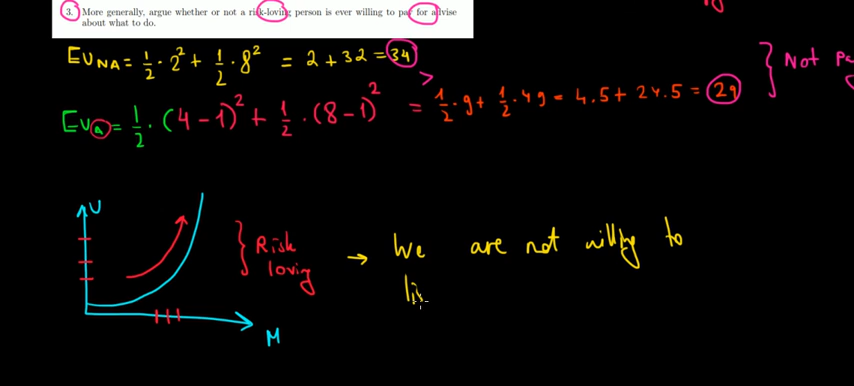 3. More generally, argue whether or not a risk-loving person is ever willing to pay for advise
about what to do.
EU_NA = 1/2 · 2² + 1/2 · 8² = 2 + 32 = 34
>
} Not
EU_a = 1/2 · (4 - 1)² + 1/2 · (8 - 1)² = 1/2 · 9 + 1/2 · 49 = 4.5 + 24.5 = 29
U
} Risk
loving
→ We are not willing to
lis
M